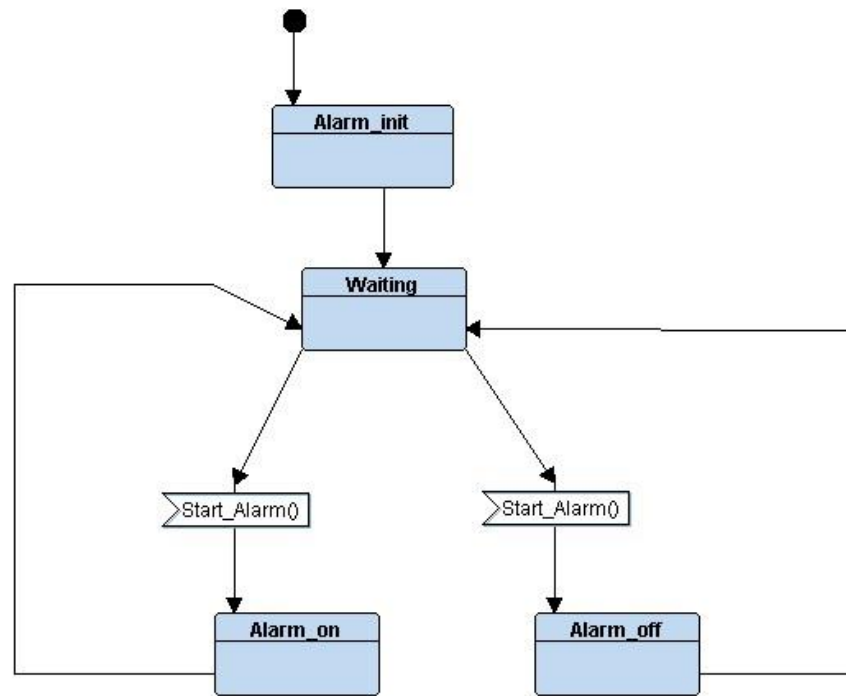 Alarm_init
Waiting
Start_Alarm()
Start_Alarm()
Alarm_on
Alarm_off